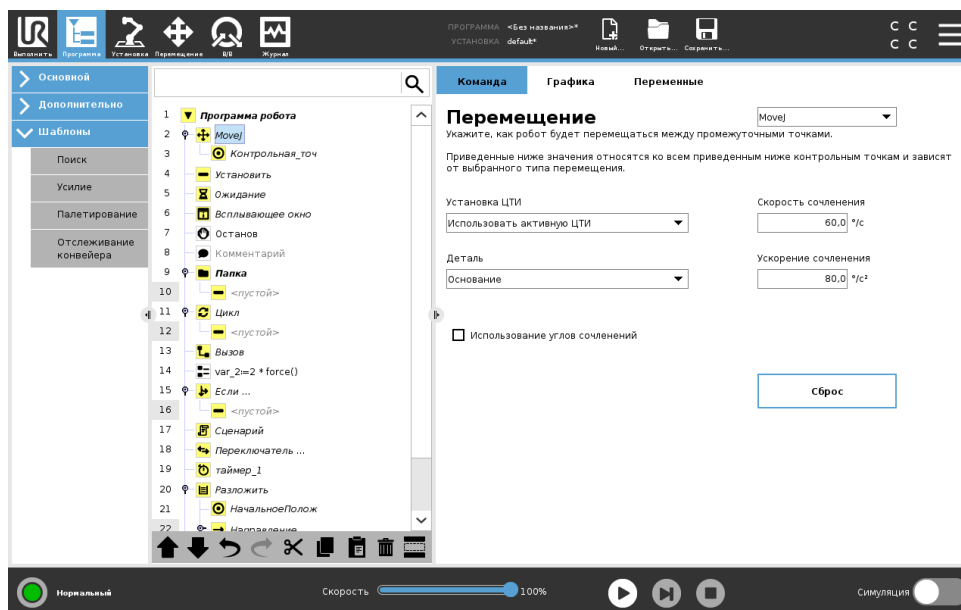 UR
ПРОГРАММА <Без названия>*
УСТАНОВКА default*
Выполнить Программа Установка Перемещение В/В Журнал
Новый... Открыть... Сохранить...
C C
C C
Основной
Дополнительно
Шаблоны
Поиск
Усилие
Палетирование
Отслеживание
конвейера
1 Программа робота
2 MoveJ
3 Контрольная_точ
4 Установить
5 Ожидание
6 Всплывающее окно
7 Останов
8 Комментарий
9 Папка
10 <пустой>
11 Цикл
12 <пустой>
13 Вызов
14 var_2≔2 * force()
15 Если ...
16 <пустой>
17 Сценарий
18 Переключатель ...
19 таймер_1
20 Разложить
21 НачальноеПолож
22 Направление
Команда Графика Переменные
Перемещение
MoveJ
Укажите, как робот будет перемещаться между промежуточными точками.
Приведенные ниже значения относятся ко всем приведенным ниже контрольным точкам и зависят
от выбранного типа перемещения.
Установка ЦТИ
Использовать активную ЦТИ
Скорость сочленения
60,0 °/с
Деталь
Основание
Ускорение сочленения
80,0 °/с²
Использование углов сочленений
Сброс
Нормальный
Скорость 100%
Симуляция